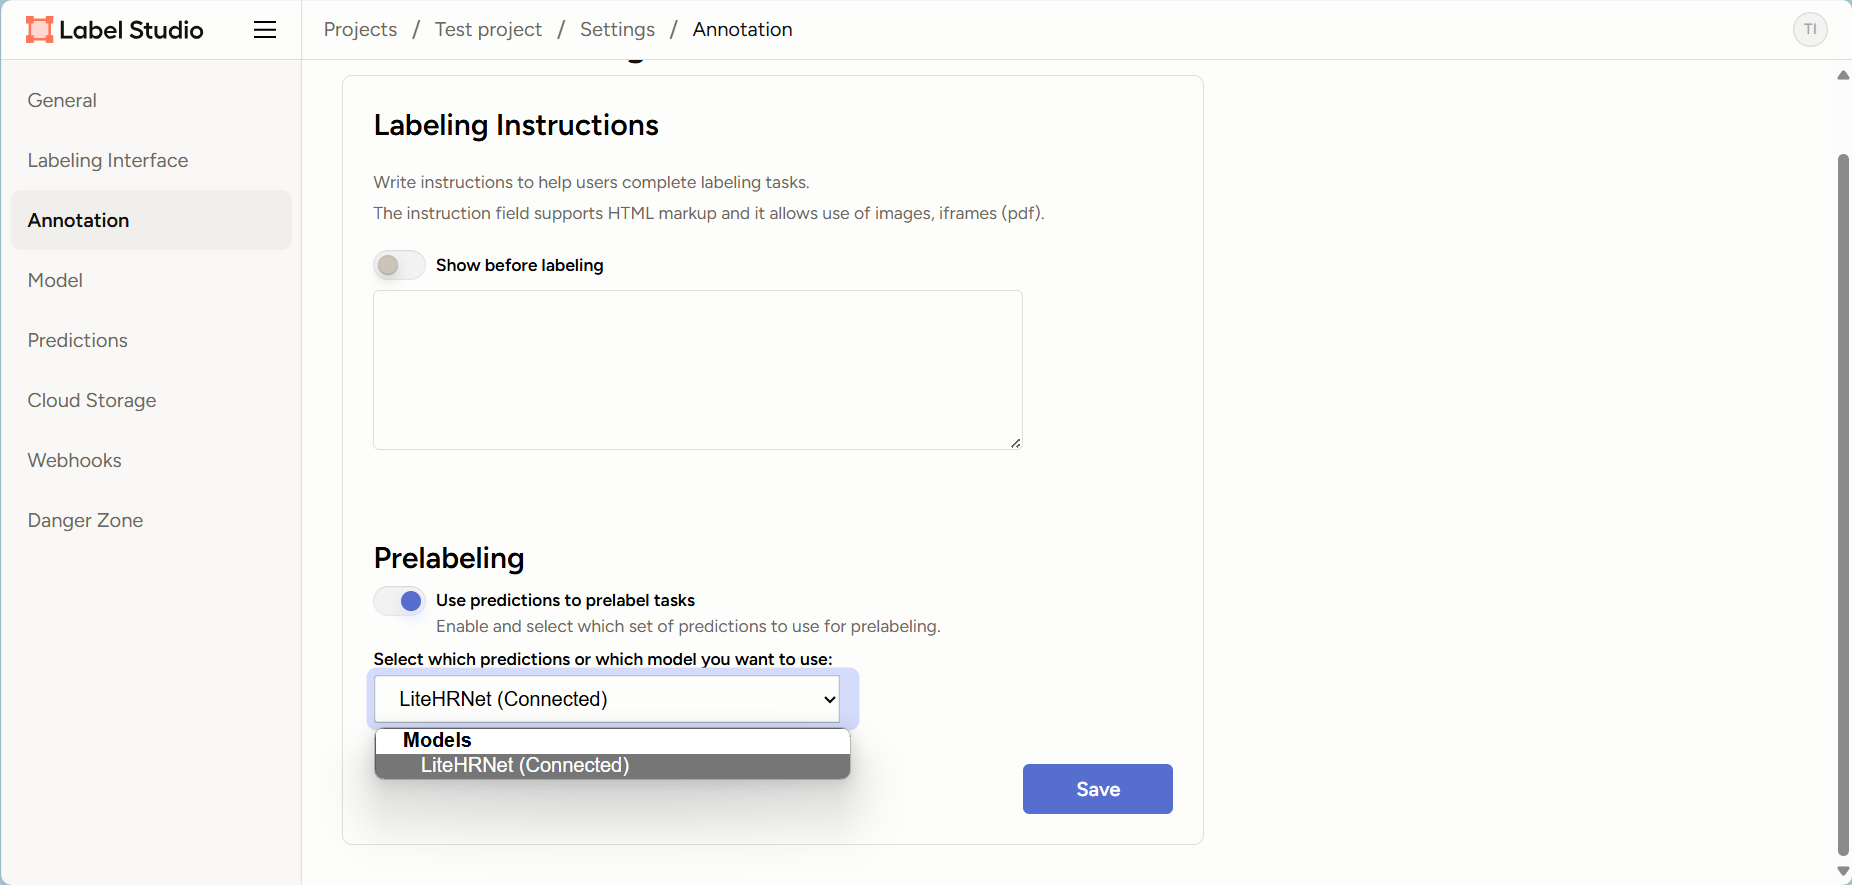 Label Studio
Projects / Test project / Settings / Annotation
TI
General
Labeling Interface
Annotation
Model
Predictions
Cloud Storage
Webhooks
Danger Zone
Labeling Instructions
Write instructions to help users complete labeling tasks.
The instruction field supports HTML markup and it allows use of images, iframes (pdf).
Show before labeling
Prelabeling
Use predictions to prelabel tasks
Enable and select which set of predictions to use for prelabeling.
Select which predictions or which model you want to use:
LiteHRNet (Connected)
Models
LiteHRNet (Connected)
Save